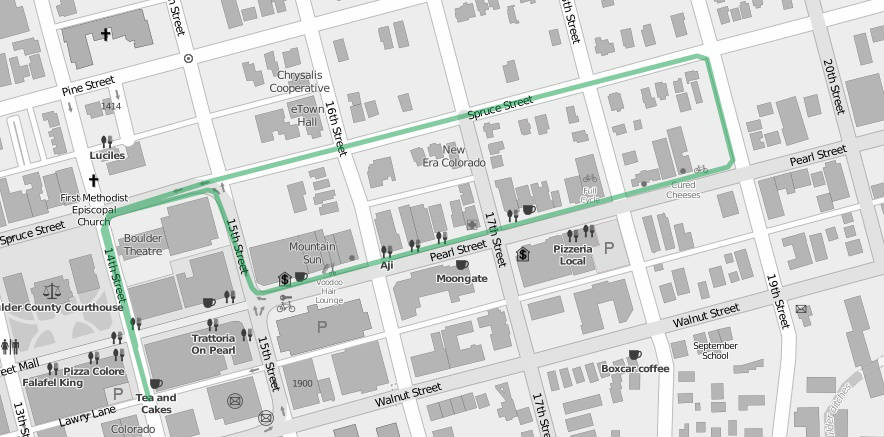 Street
Pine Street
1414
Luciles
First Methodist
Episcopal
Church
Spruce Street
Boulder
Theatre
14th Street
lder County Courthouse
eet Mall
Pizza Colore
Falafel King
13th St
Lawry Lane
P
Tea and
Cakes
Colorado
Chrysalis
Cooperative
eTown
Hall
16th Street
15th Street
Mountain
Sun
Voodoo
Hair
Lounge
Trattoria
On Pearl
15th Street
1900
P
Spruce Street
New
Era Colorado
17th Street
Aji
Pearl Street
Moongate
Walnut Street
17th
Street
Full
Cycle
Cured
Cheeses
Pizzeria
Local
P
Boxcar coffee
Walnut Street
September
School
19th Street
20th Street
Pearl Street